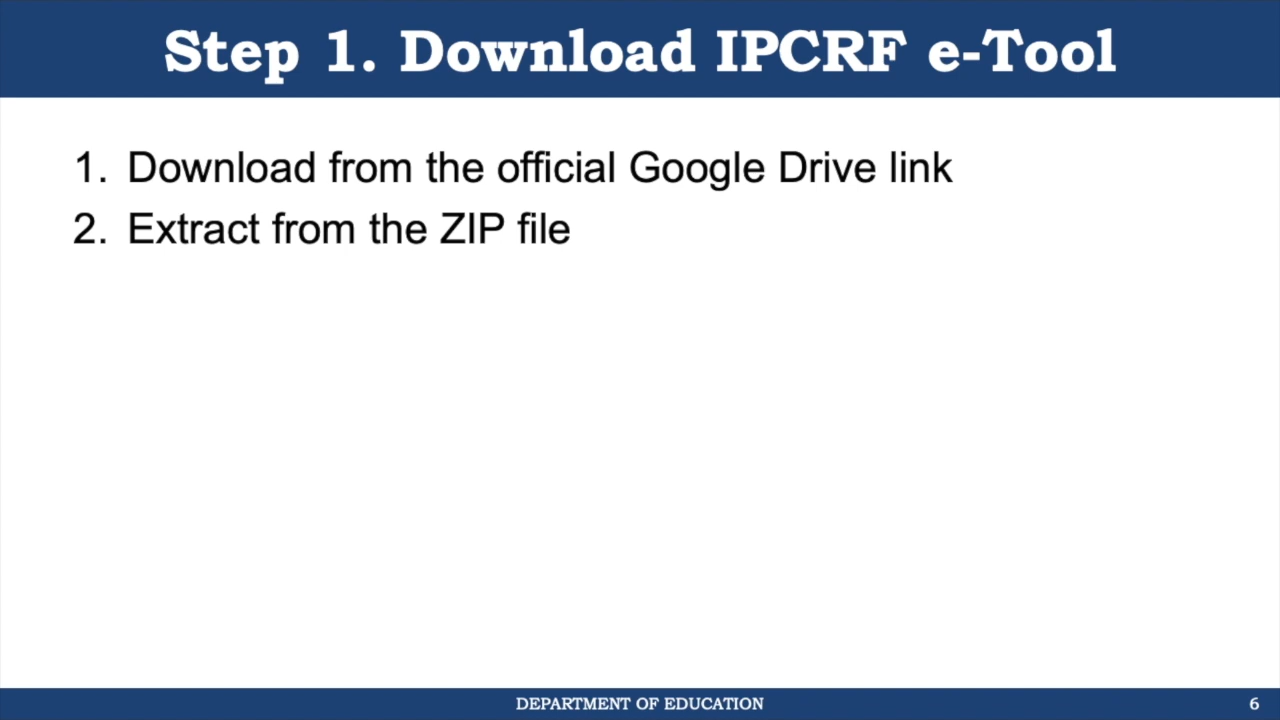 Step 1. Download IPCRF e-Tool
1. Download from the official Google Drive link
2. Extract from the ZIP file
DEPARTMENT OF EDUCATION
6